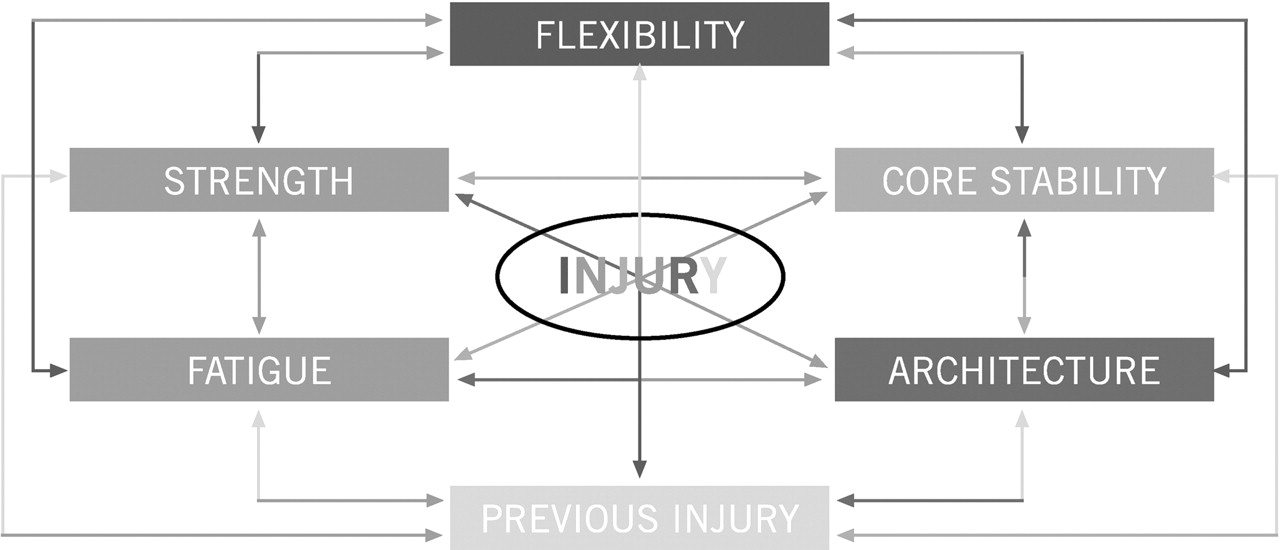 FLEXIBILITY
STRENGTH
CORE STABILITY
INJURY
FATIGUE
ARCHITECTURE
PREVIOUS INJURY